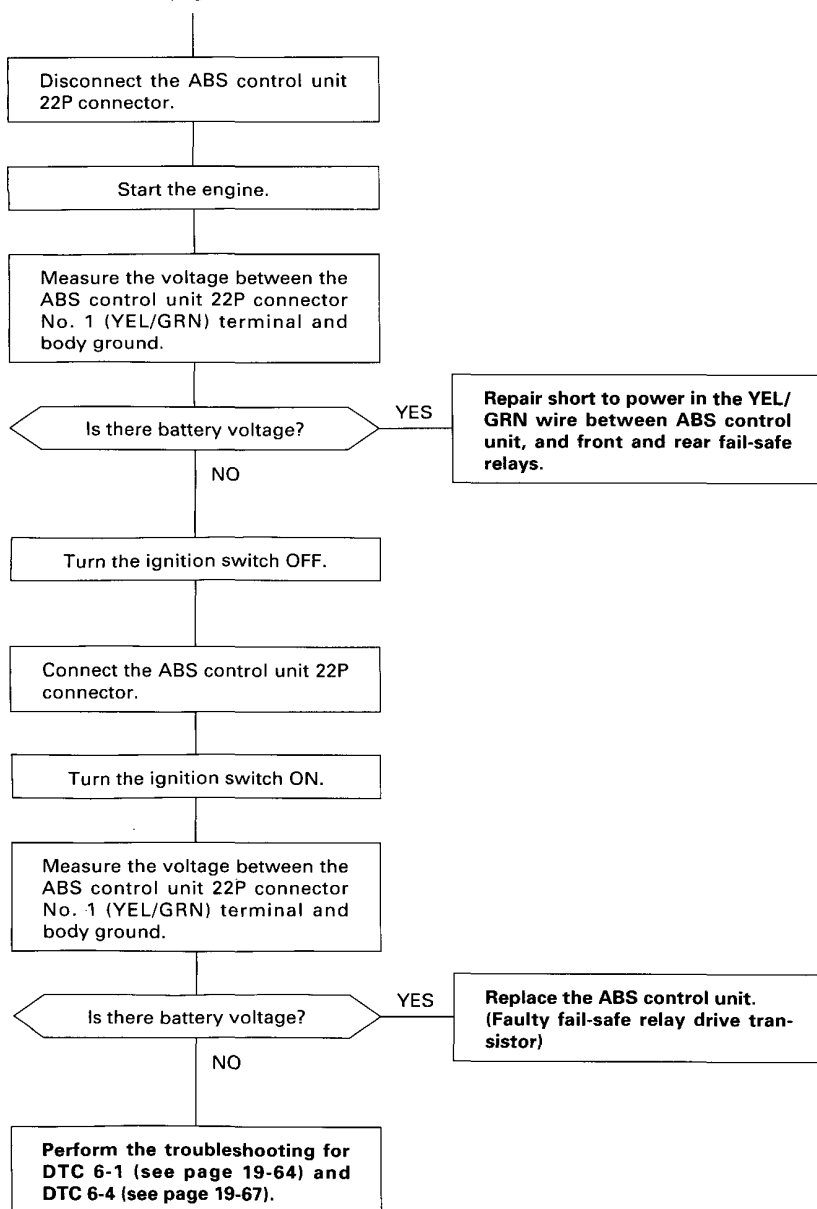 Disconnect the ABS control unit
22P connector.
Start the engine.
Measure the voltage between the
ABS control unit 22P connector
No. 1 (YEL/GRN) terminal and
body ground.
Is there battery voltage?
YES
Repair short to power in the YEL/
GRN wire between ABS control
unit, and front and rear fail-safe
relays.
NO
Turn the ignition switch OFF.
Connect the ABS control unit 22P
connector.
Turn the ignition switch ON.
Measure the voltage between the
ABS control unit 22P connector
No. 1 (YEL/GRN) terminal and
body ground.
Is there battery voltage?
YES
Replace the ABS control unit.
(Faulty fail-safe relay drive tran-
sistor)
NO
Perform the troubleshooting for
DTC 6-1 (see page 19-64) and
DTC 6-4 (see page 19-67).